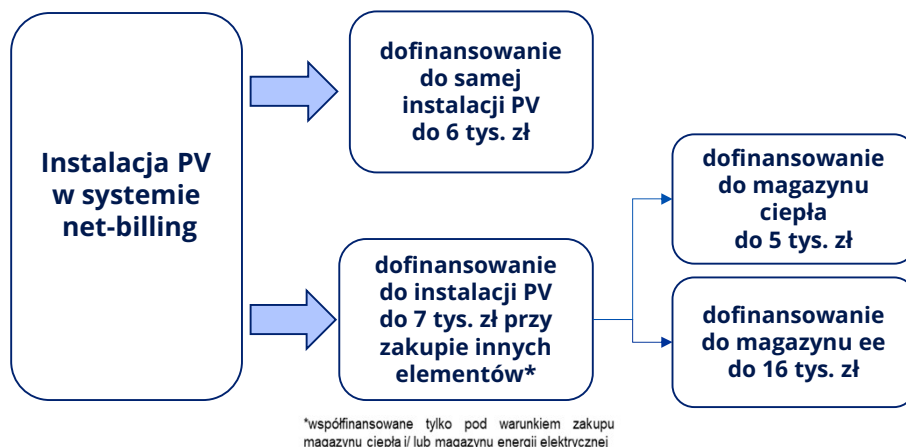 Instalacja PV
w systemie
net-billing
dofinansowanie
do samej
instalacji PV
do 6 tys. zł
dofinansowanie
do instalacji PV
do 7 tys. zł przy
zakupie innych
elementów*
dofinansowanie
do magazynu
ciepła
do 5 tys. zł
dofinansowanie
do magazynu ee
do 16 tys. zł
*współfinansowane tylko pod warunkiem zakupu
magazynu ciepła i/ lub magazynu energii elektrycznej